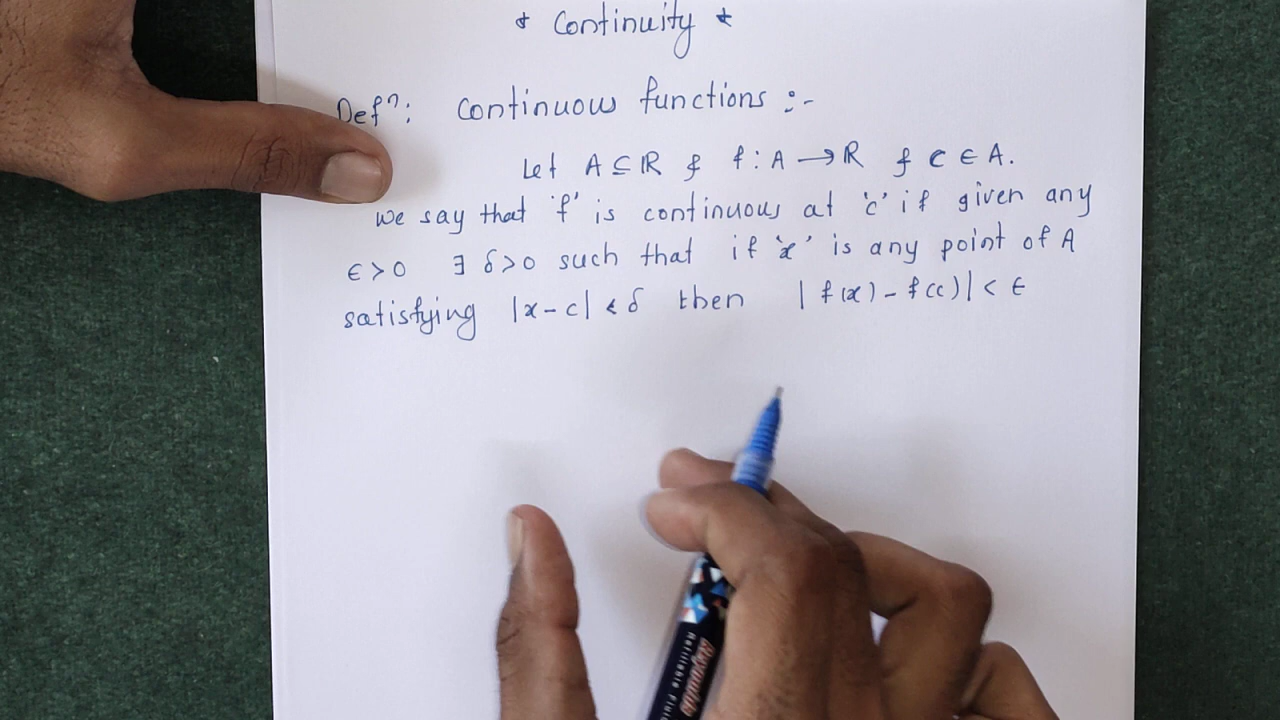 * Continuity *
Defⁿ: Continuous functions :-
Let A ⊆ ℝ & f : A → ℝ & c ∈ A.
we say that 'f' is continuous at 'c' if given any
ϵ > 0 ∃ δ > 0 such that if 'x' is any point of A
satisfying |x - c| < δ then | f(x) - f(c)| < ϵ
Reynolds